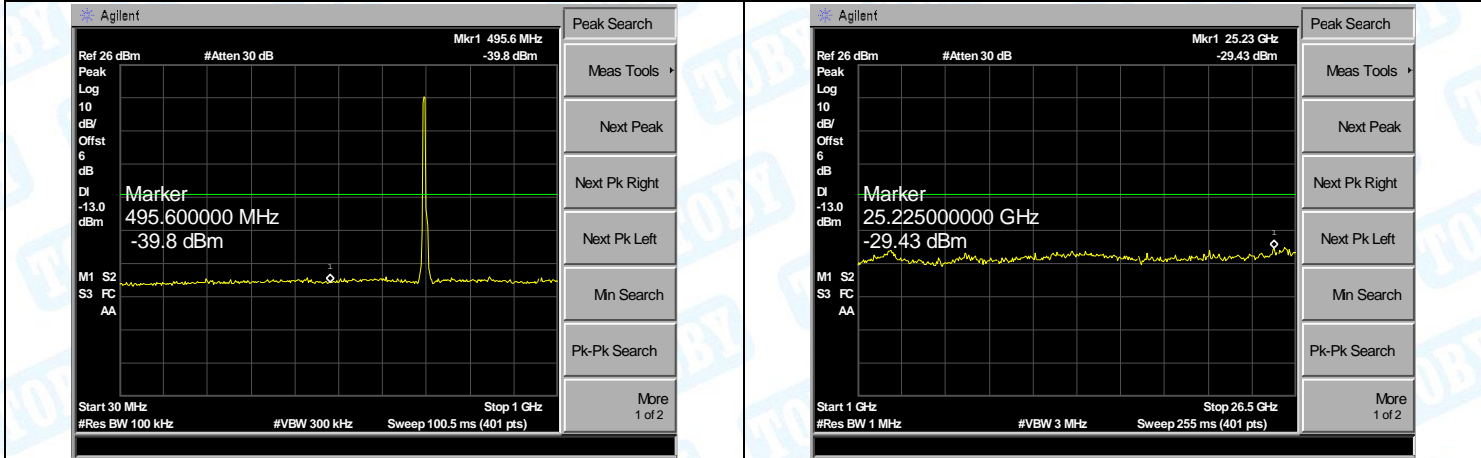 Agilent
Peak Search
Mkr1 495.6 MHz
Ref 26 dBm #Atten 30 dB -39.8 dBm
Peak
Log
10
dB/
Offst
6
dB
DI
-13.0
dBm
Marker
495.600000 MHz
-39.8 dBm
1
M1 S2
S3 FC
AA
Start 30 MHz Stop 1 GHz
#Res BW 100 kHz #VBW 300 kHz Sweep 100.5 ms (401 pts)
Meas Tools
Next Peak
Next Pk Right
Next Pk Left
Min Search
Pk-Pk Search
More
1 of 2
Agilent
Peak Search
Mkr1 25.23 GHz
Ref 26 dBm #Atten 30 dB -29.43 dBm
Peak
Log
10
dB/
Offst
6
dB
DI
-13.0
dBm
Marker
25.225000000 GHz
-29.43 dBm
1
M1 S2
S3 FC
AA
Start 1 GHz Stop 26.5 GHz
#Res BW 1 MHz #VBW 3 MHz Sweep 255 ms (401 pts)
Meas Tools
Next Peak
Next Pk Right
Next Pk Left
Min Search
Pk-Pk Search
More
1 of 2
TOBY